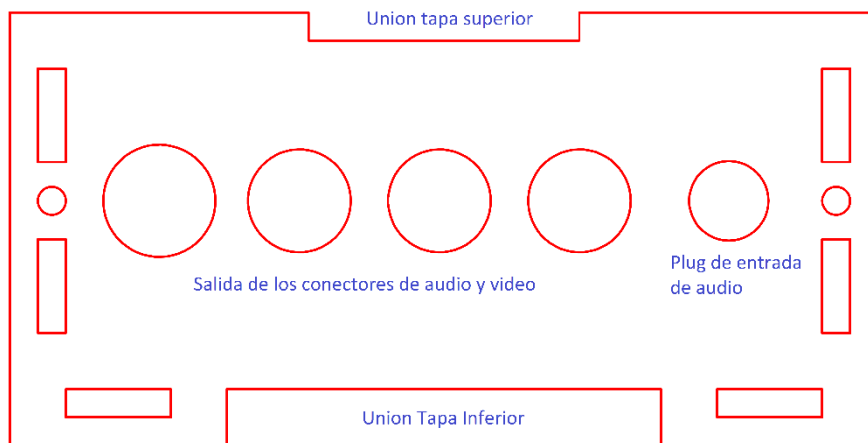 Union tapa superior
Salida de los conectores de audio y video
Plug de entrada
de audio
Union Tapa Inferior